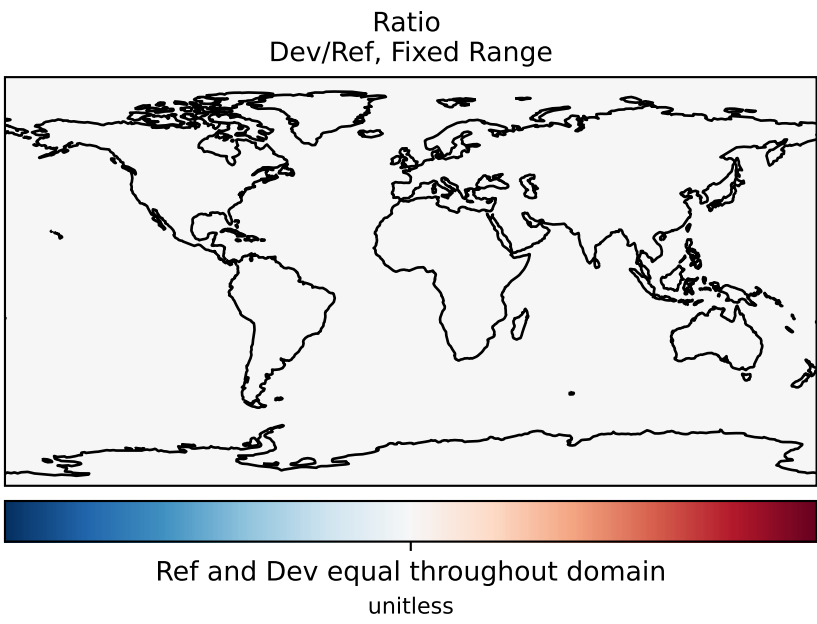 Ratio
Dev/Ref, Fixed Range
Ref and Dev equal throughout domain
unitless